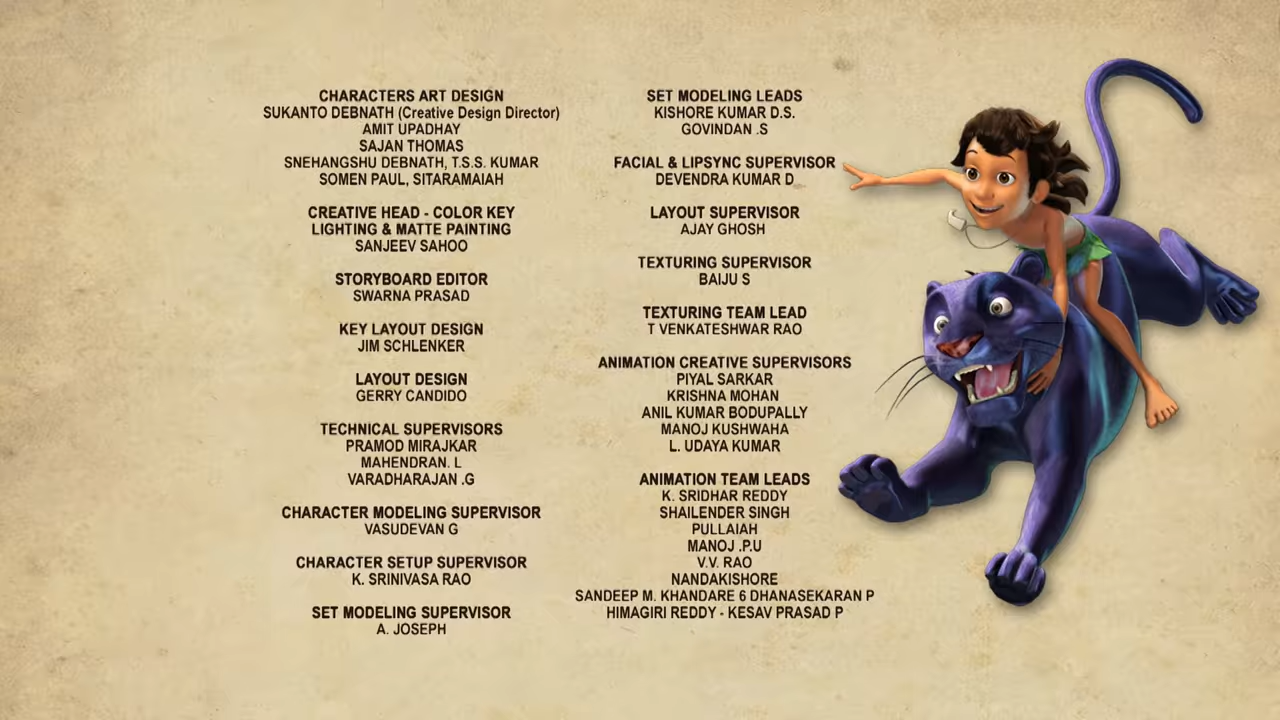 CHARACTERS ART DESIGN
SUKANTO DEBNATH (Creative Design Director)
AMIT UPADHAY
SAJAN THOMAS
SNEHANGSHU DEBNATH, T.S.S. KUMAR
SOMEN PAUL, SITARAMAIAH
CREATIVE HEAD - COLOR KEY
LIGHTING & MATTE PAINTING
SANJEEV SAHOO
STORYBOARD EDITOR
SWARNA PRASAD
KEY LAYOUT DESIGN
JIM SCHLENKER
LAYOUT DESIGN
GERRY CANDIDO
TECHNICAL SUPERVISORS
PRAMOD MIRAJKAR
MAHENDRAN. L
VARADHARAJAN .G
CHARACTER MODELING SUPERVISOR
VASUDEVAN G
CHARACTER SETUP SUPERVISOR
K. SRINIVASA RAO
SET MODELING SUPERVISOR
A. JOSEPH
SET MODELING LEADS
KISHORE KUMAR D.S.
GOVINDAN .S
FACIAL & LIPSYNC SUPERVISOR
DEVENDRA KUMAR D
LAYOUT SUPERVISOR
AJAY GHOSH
TEXTURING SUPERVISOR
BAIJU S
TEXTURING TEAM LEAD
T VENKATESHWAR RAO
ANIMATION CREATIVE SUPERVISORS
PIYAL SARKAR
KRISHNA MOHAN
ANIL KUMAR BODUPALLY
MANOJ KUSHWAHA
L. UDAYA KUMAR
ANIMATION TEAM LEADS
K. SRIDHAR REDDY
SHAILENDER SINGH
PULLAIAH
MANOJ .P.U
V.V. RAO
NANDAKISHORE
SANDEEP M. KHANDARE 6 DHANASEKARAN P
HIMAGIRI REDDY - KESAV PRASAD P